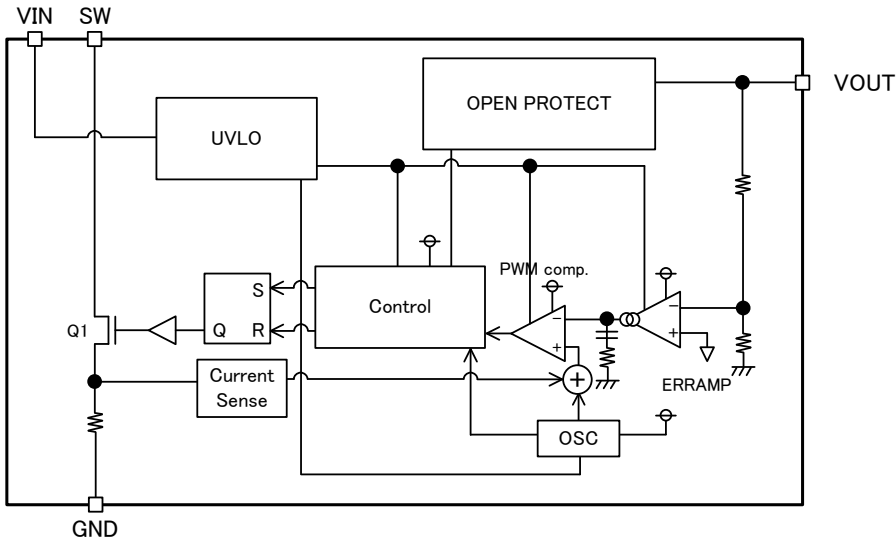 VIN SW
VOUT
OPEN PROTECT
UVLO
PWM comp.
Control
S
Q R
Q1
Current
Sense
−
+
−
+
ERRAMP
+
OSC
GND